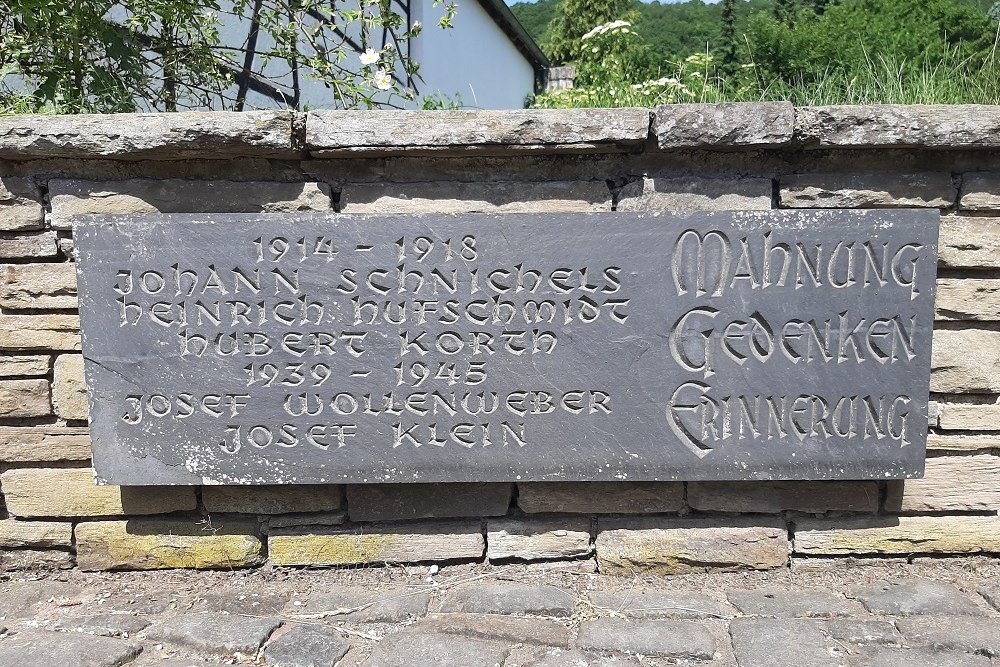 1914 - 1918
JOHANN SCHNICHELS
HEINRICH HUFSCHMIDT
HUBERT KORTH
1939 - 1945
JOSEF WOLLENWEBER
JOSEF KLEIN
MAHNUNG
GEDENKEN
ERINNERUNG